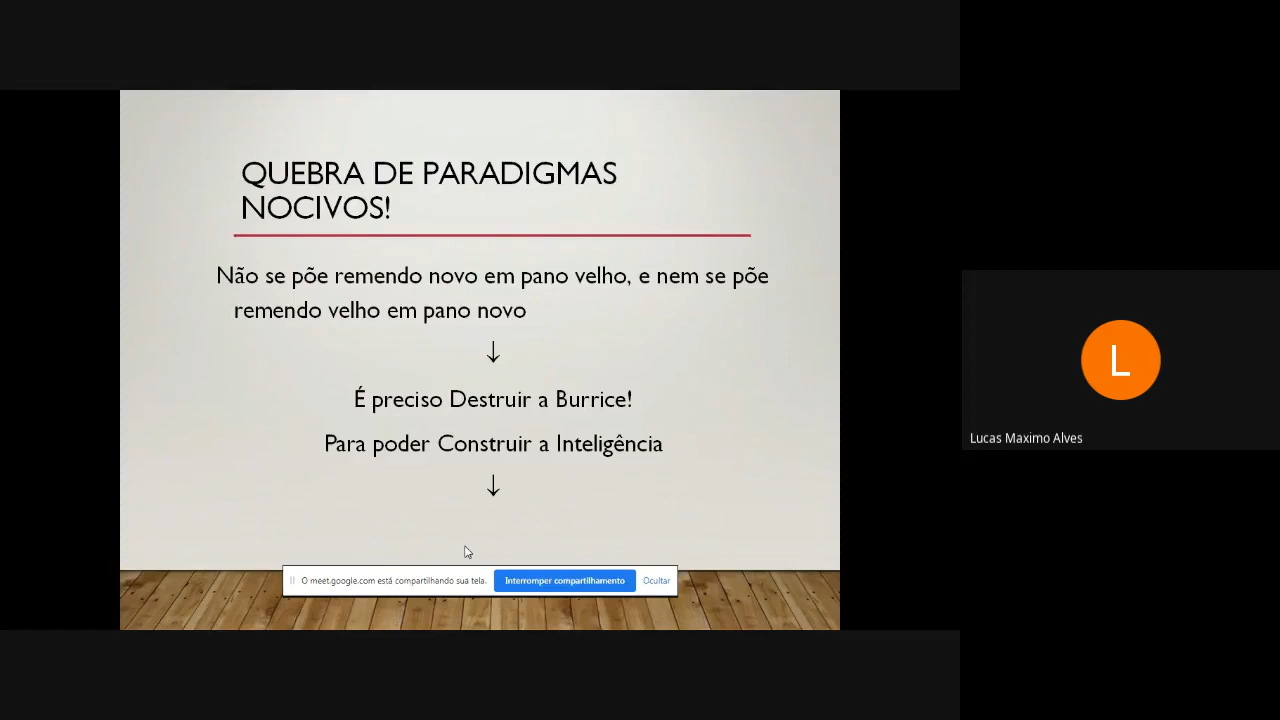 QUEBRA DE PARADIGMAS
NOCIVOS!
Não se põe remendo novo em pano velho, e nem se põe
remendo velho em pano novo
↓
É preciso Destruir a Burrice!
Para poder Construir a Inteligência
↓
O meet.google.com está compartilhando sua tela. Interromper compartilhamento Ocultar
L
Lucas Maximo Alves